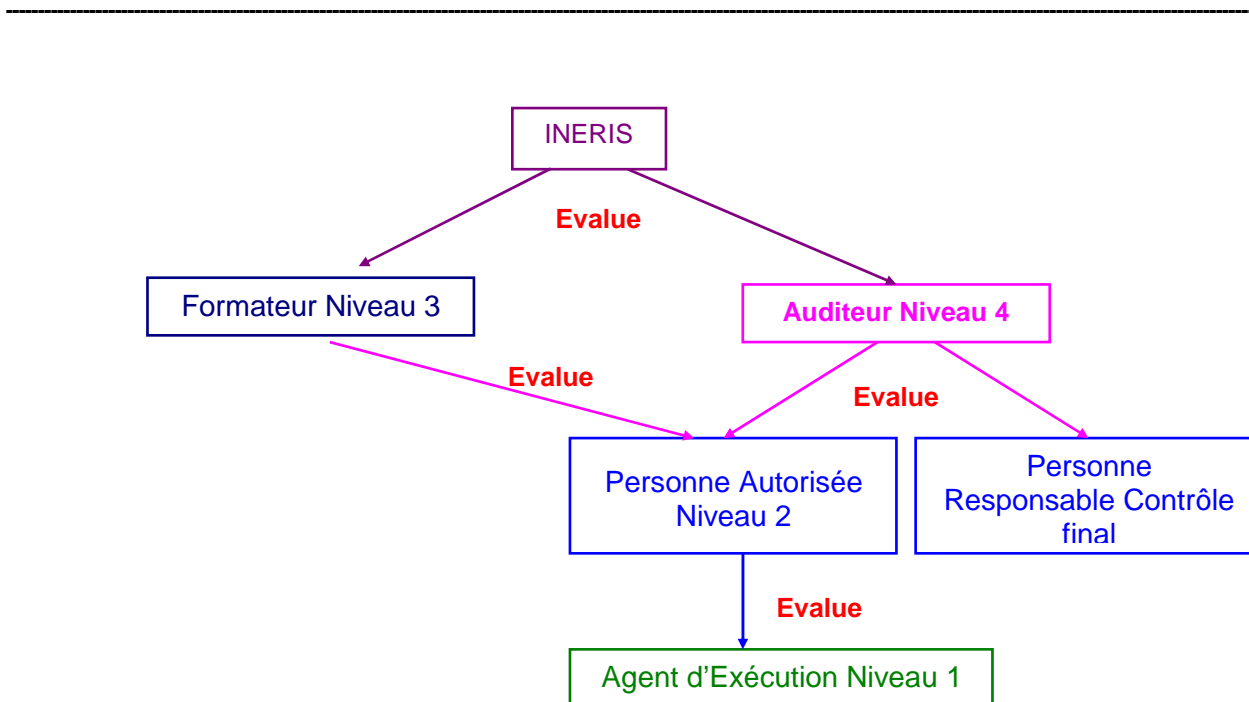 INERIS
Evalue
Formateur Niveau 3
Auditeur Niveau 4
Evalue
Evalue
Personne Autorisée
Niveau 2
Personne
Responsable Contrôle
final
Evalue
Agent d'Exécution Niveau 1